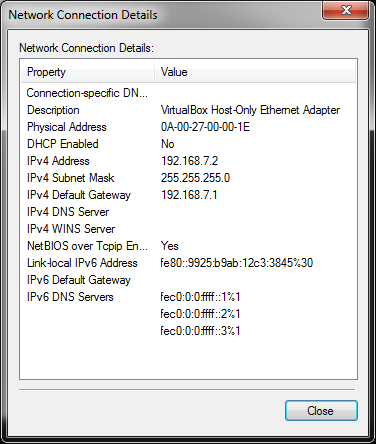 Network Connection Details
Network Connection Details:
Property Value
Connection-specific DN...
Description VirtualBox Host-Only Ethernet Adapter
Physical Address 0A-00-27-00-00-1E
DHCP Enabled No
IPv4 Address 192.168.7.2
IPv4 Subnet Mask 255.255.255.0
IPv4 Default Gateway 192.168.7.1
IPv4 DNS Server
IPv4 WINS Server
NetBIOS over Tcpip En... Yes
Link-local IPv6 Address fe80::9925:b9ab:12c3:3845%30
IPv6 Default Gateway
IPv6 DNS Servers fec0:0:0:ffff::1%1
fec0:0:0:ffff::2%1
fec0:0:0:ffff::3%1
Close